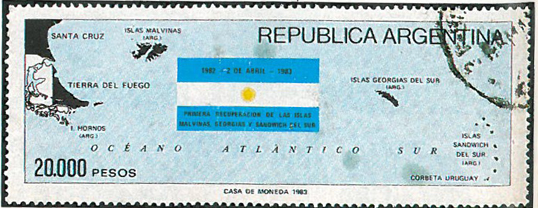 REPUBLICA ARGENTINA
SANTA CRUZ
ISLAS MALVINAS
(ARG.)
1982 - 2 DE ABRIL - 1983
TIERRA DEL FUEGO
ISLAS GEORGIAS DEL SUR
(ARG.)
PRIMERA RECUPERACION DE LAS ISLAS
MALVINAS, GEORGIAS Y SANDWICH DEL SUR
I. HORNOS
(ARG.)
ISLAS
SANDWICH
DEL SUR
(ARG.)
OCÉANO ATLÁNTICO SUR
20.000 PESOS
CORBETA URUGUAY
CASA DE MONEDA 1983